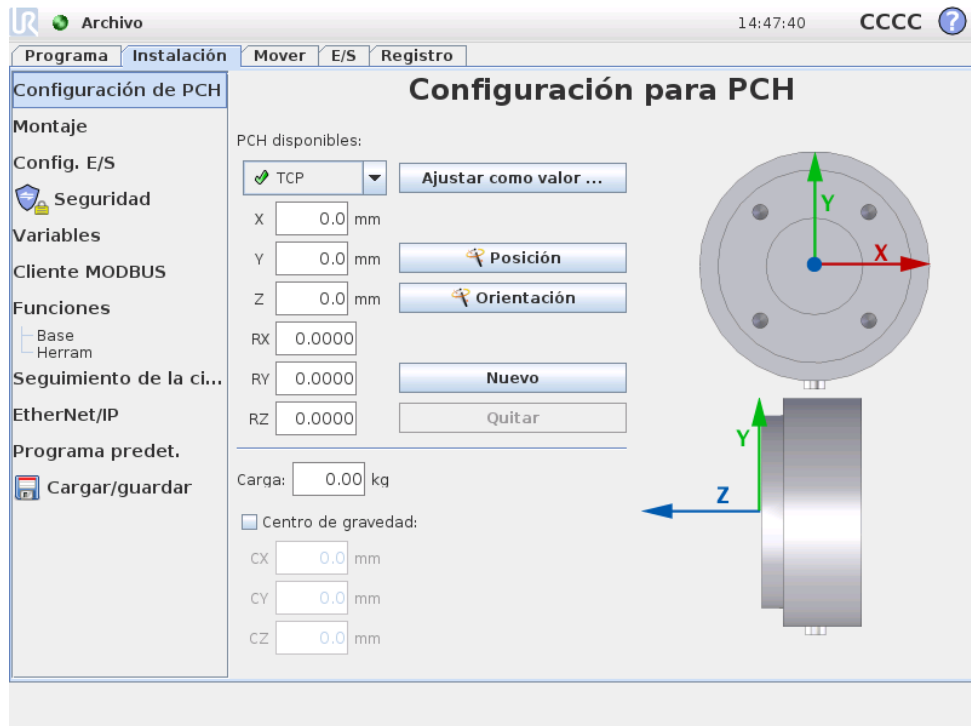 UR Archivo 14:47:40 CCCC ?
Programa Instalación Mover E/S Registro
Configuración de PCH
Montaje
Config. E/S
Seguridad
Variables
Cliente MODBUS
Funciones
Base
Herram
Seguimiento de la ci...
EtherNet/IP
Programa predet.
Cargar/guardar
Configuración para PCH
PCH disponibles:
TCP Ajustar como valor ...
X 0.0 mm
Y 0.0 mm Posición
Z 0.0 mm Orientación
RX 0.0000
RY 0.0000 Nuevo
RZ 0.0000 Quitar
Carga: 0.00 kg
Centro de gravedad:
CX 0.0 mm
CY 0.0 mm
CZ 0.0 mm
Y
X
Y
Z